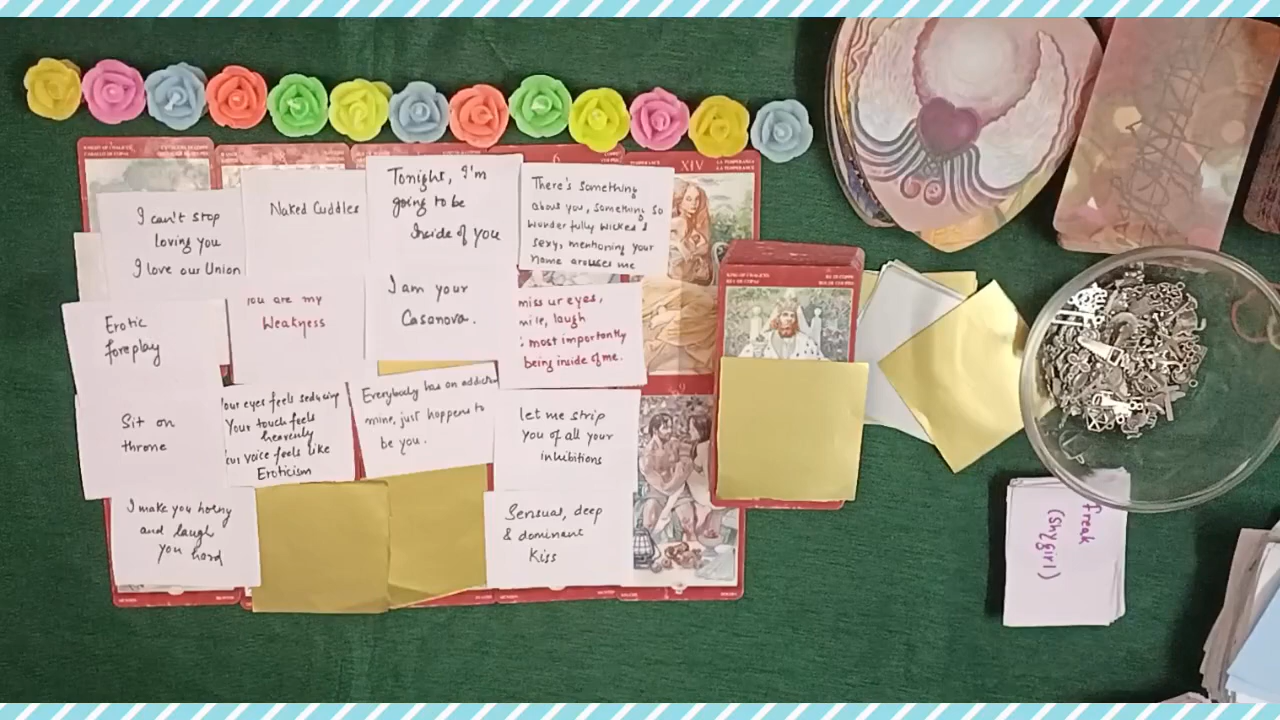 XIV
I can't stop
loving you
I love our Union
Naked Cuddles
Tonight, I'm
going to be
Inside of you
There's something
about you, something so
wonderfully wicked &
sexy, mentioning your
name arouses me
Erotic
foreplay
you are my
Weakness
I am your
Casanova.
miss ur eyes,
mile, laugh
most importantly
being inside of me.
Sit on
throne
our eyes feels seducing
Your touch feels
heavenly
voice feels like
Eroticism
Everybody has an addiction
mine, just happens to
be you.
let me strip
you of all your
inhibitions
I make you horny
and laugh
you hard
Sensual, deep
& dominant
Kiss
KING OF CHALICES
freak
(shygirl)